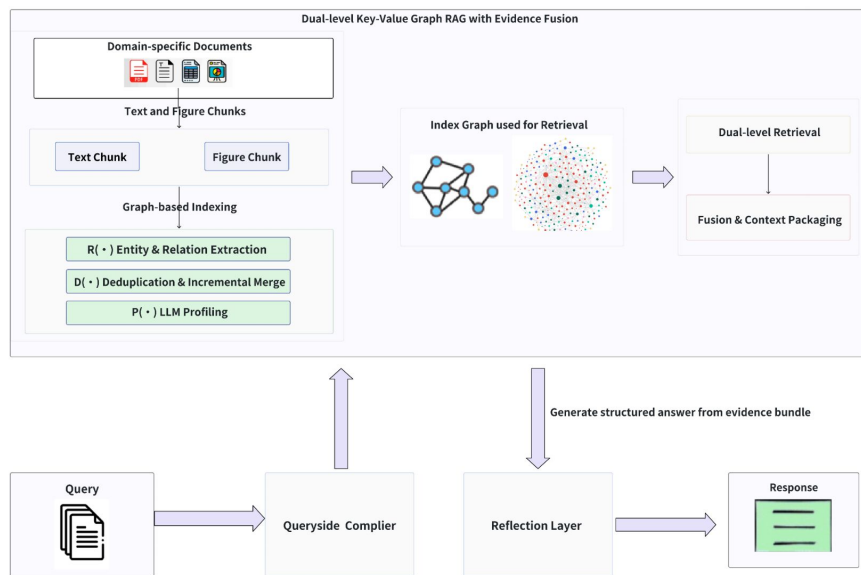 Dual-level Key-Value Graph RAG with Evidence Fusion
Domain-specific Documents
PDF
Text and Figure Chunks
Text Chunk
Figure Chunk
Graph-based Indexing
R(・) Entity & Relation Extraction
D(・) Deduplication & Incremental Merge
P(・) LLM Profiling
Index Graph used for Retrieval
Dual-level Retrieval
Fusion & Context Packaging
Generate structured answer from evidence bundle
Query
Queryside Complier
Reflection Layer
Response